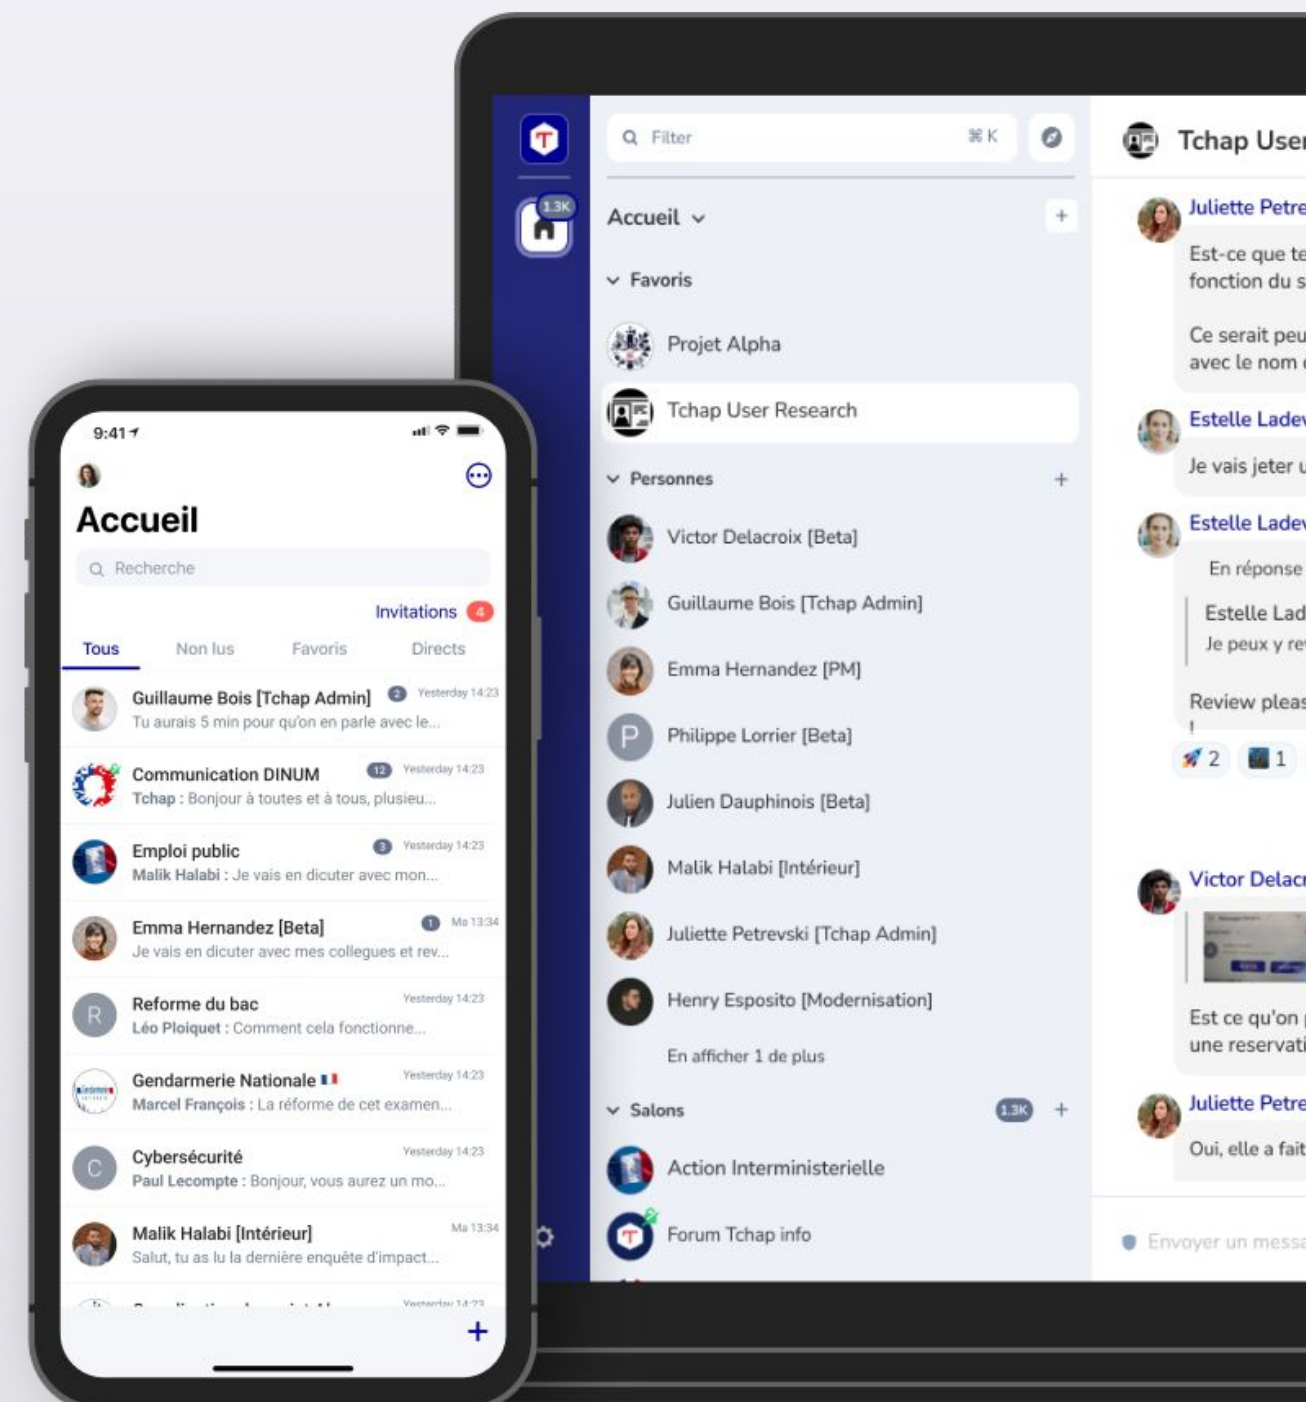 9:41
Accueil
Recherche
Invitations 4
Tous Non lus Favoris Directs
Guillaume Bois [Tchap Admin] 2 Yesterday 14:23
Tu aurais 5 min pour qu'on en parle avec le...
Communication DINUM 12 Yesterday 14:23
Tchap : Bonjour à toutes et à tous, plusieu...
Emploi public 3 Yesterday 14:23
Malik Halabi : Je vais en dicuter avec mon...
Emma Hernandez [Beta] 1 Ma 13:34
Je vais en dicuter avec mes collegues et rev...
R
Reforme du bac Yesterday 14:23
Léo Ploiquet : Comment cela fonctionne...
Gendarmerie Nationale Yesterday 14:23
Marcel François : La réforme de cet examen...
C
Cybersécurité Yesterday 14:23
Paul Lecompte : Bonjour, vous aurez un mo...
Malik Halabi [Intérieur] Ma 13:34
Salut, tu as lu la dernière enquête d'impact...
Yesterday 14:23
+
T
1.3K
Filter ⌘ K
Accueil +
Favoris
Projet Alpha
Tchap User Research
Personnes +
Victor Delacroix [Beta]
Guillaume Bois [Tchap Admin]
Emma Hernandez [PM]
P
Philippe Lorrier [Beta]
Julien Dauphinois [Beta]
Malik Halabi [Intérieur]
Juliette Petrevski [Tchap Admin]
Henry Esposito [Modernisation]
En afficher 1 de plus
Salons 1.3K +
Action Interministerielle
T
Forum Tchap info
Tchap User
Juliette Petre
Est-ce que te
fonction du s
Ce serait peu
avec le nom
Estelle Ladev
Je vais jeter u
Estelle Ladev
En réponse
Estelle Lad
Je peux y re
Review pleas
!
2 1
Victor Delacr
Est ce qu'on
une reservati
Juliette Petre
Oui, elle a fait
Envoyer un messa